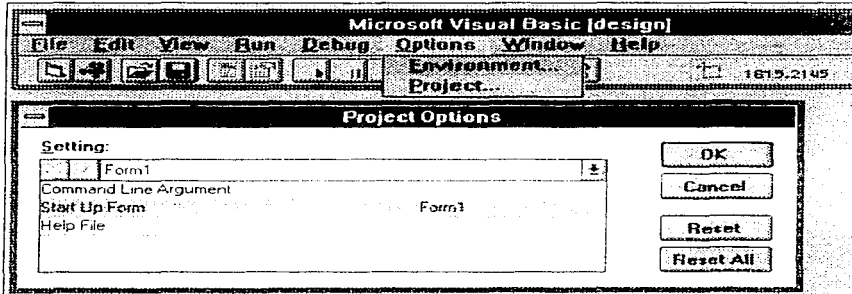 Microsoft Visual Basic [design]
File Edit View Run Debug Options Window Help
Environment...
Project...
1815,2145
Project Options
Setting:
Form1
OK
Command Line Argument
Cancel
Start Up Form Form1
Help File
Reset
Reset All